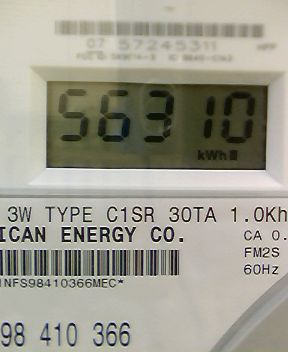 07 57245311
56310
kWh
3W TYPE C1SR 30TA 1.0Kh
ICAN ENERGY CO.
CA 0.
FM2S
60Hz
NFS98410366MEC*
98 410 366